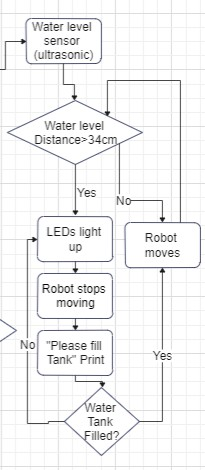 Water level
sensor
(ultrasonic)
Water level
Distance>34cm
Yes
No
LEDs light
up
Robot
moves
Robot stops
moving
"Please fill
Tank" Print
No
Yes
Water
Tank
Filled?